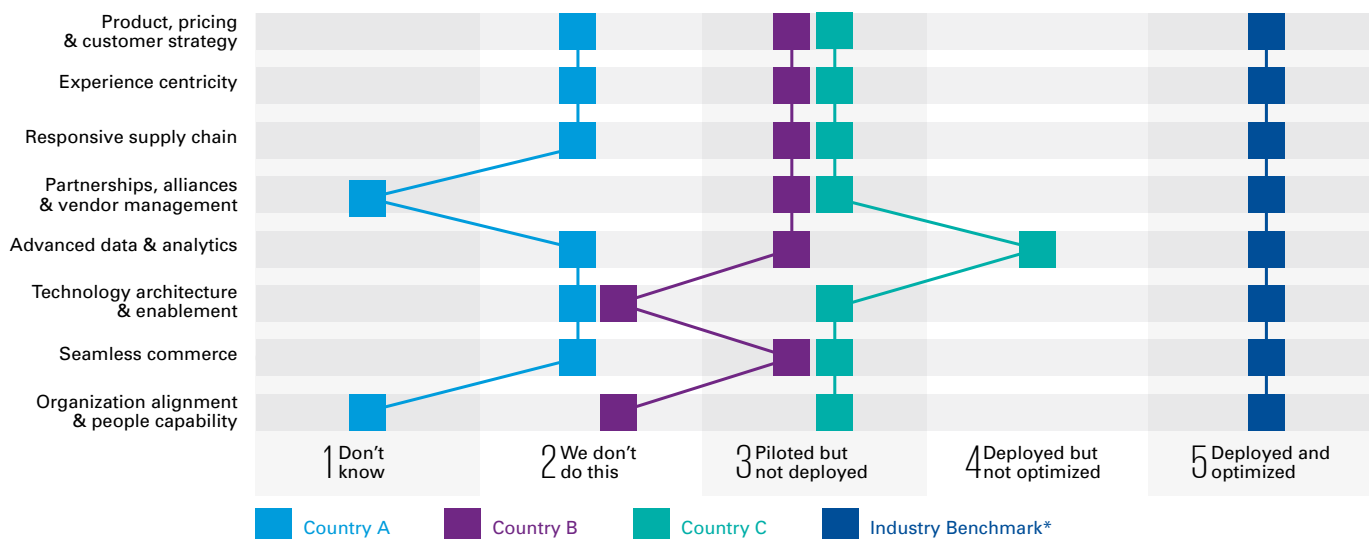 Product, pricing
& customer strategy
Experience centricity
Responsive supply chain
Partnerships, alliances
& vendor management
Advanced data & analytics
Technology architecture
& enablement
Seamless commerce
Organization alignment
& people capability
1 Don't
know
2 We don't
do this
3 Piloted but
not deployed
4 Deployed but
not optimized
5 Deployed and
optimized
Country A
Country B
Country C
Industry Benchmark*